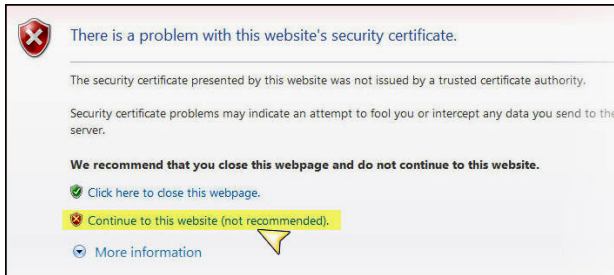 There is a problem with this website's security certificate.
The security certificate presented by this website was not issued by a trusted certificate authority.
Security certificate problems may indicate an attempt to fool you or intercept any data you send to the
server.
We recommend that you close this webpage and do not continue to this website.
Click here to close this webpage.
Continue to this website (not recommended).
More information